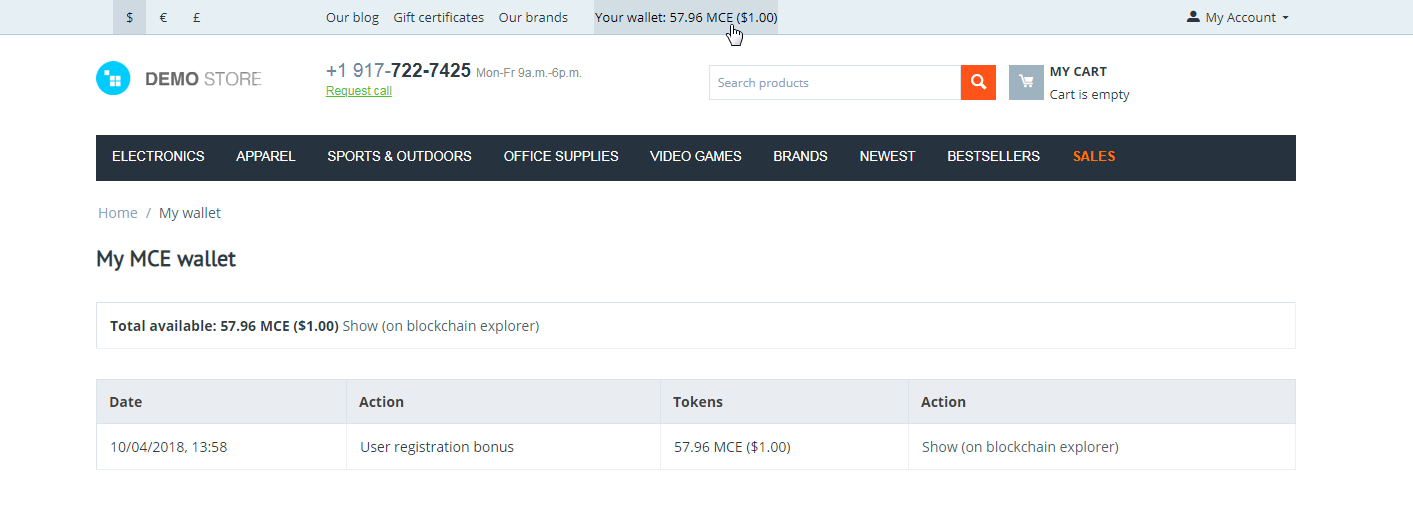 $ € £ Our blog Gift certificates Our brands Your wallet: 57.96 MCE ($1.00) My Account
DEMO STORE +1 917-722-7425 Mon-Fr 9a.m.-6p.m. Search products MY CART
Request call Cart is empty
ELECTRONICS APPAREL SPORTS & OUTDOORS OFFICE SUPPLIES VIDEO GAMES BRANDS NEWEST BESTSELLERS SALES
Home / My wallet
My MCE wallet
Total available: 57.96 MCE ($1.00) Show (on blockchain explorer)
Date Action Tokens Action
10/04/2018, 13:58 User registration bonus 57.96 MCE ($1.00) Show (on blockchain explorer)